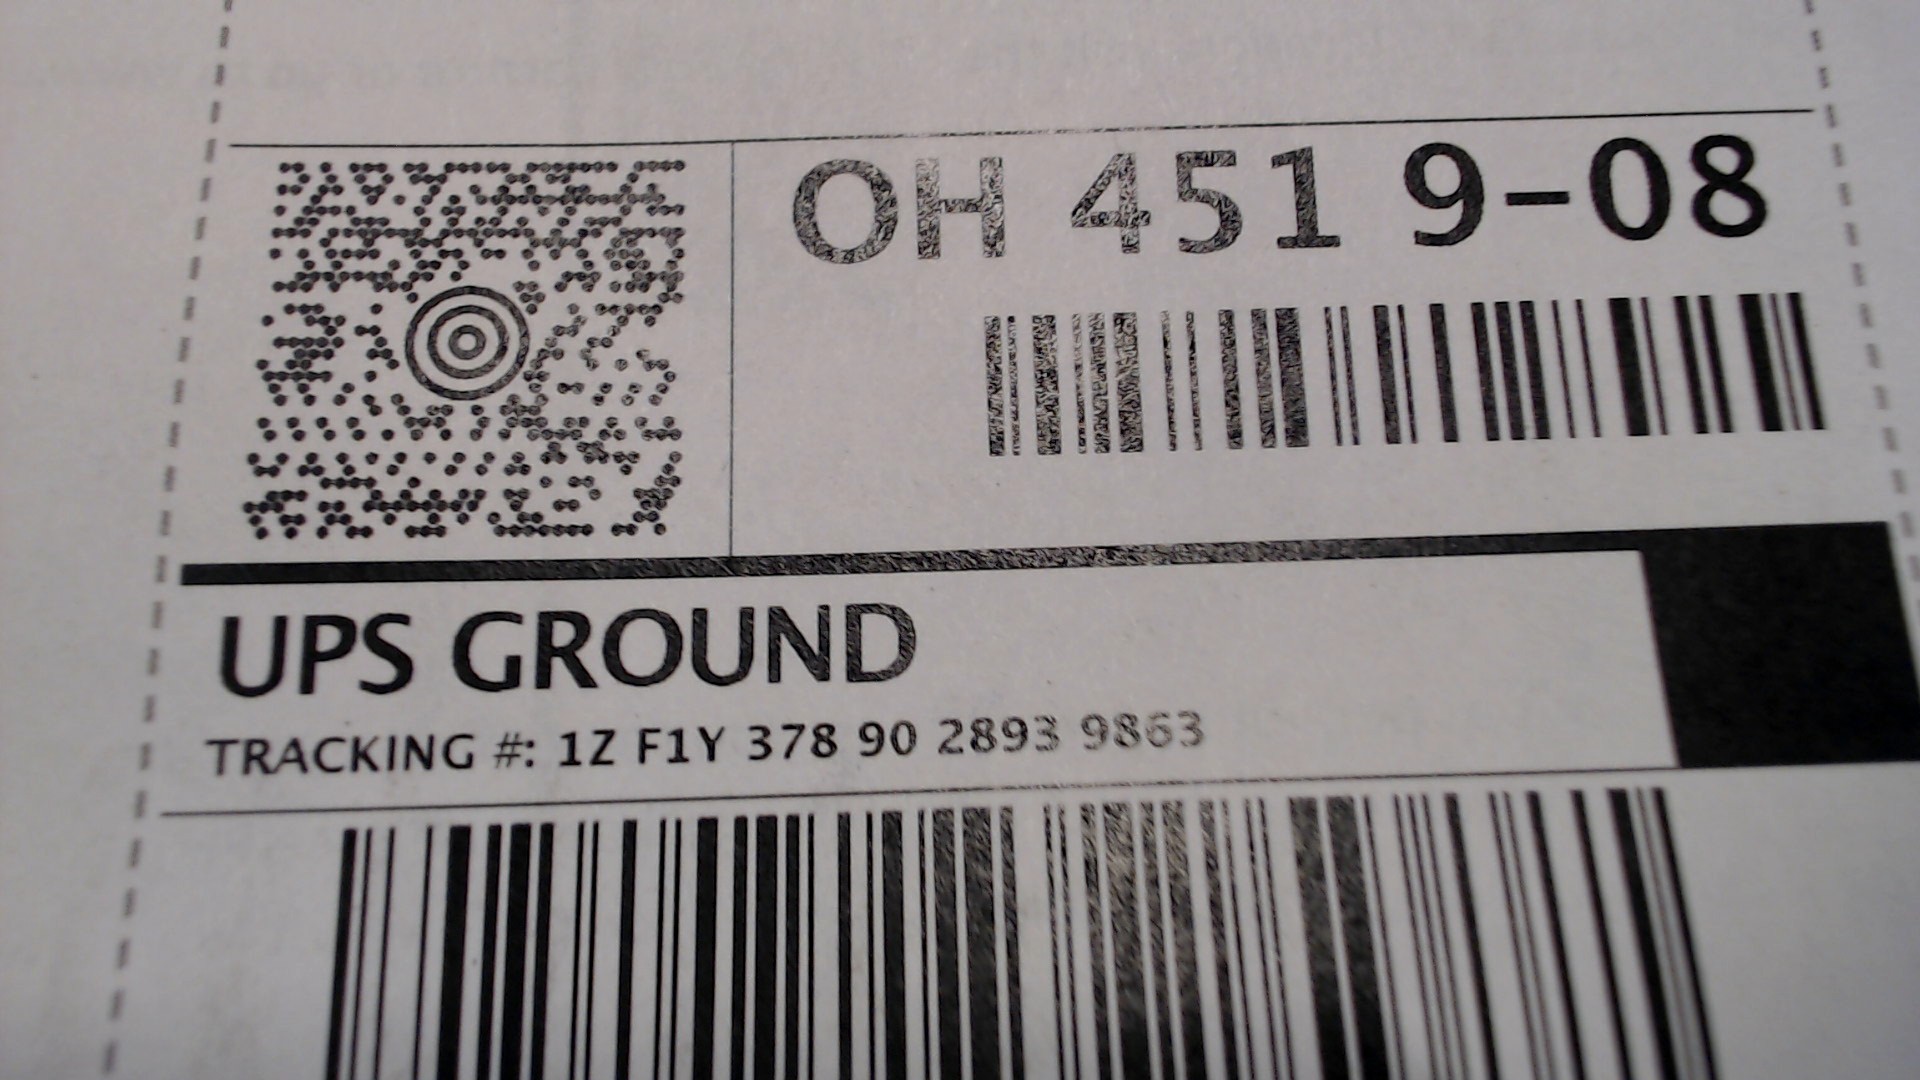 OH 451 9-08
UPS GROUND
TRACKING #: 1Z F1Y 378 90 2893 9863